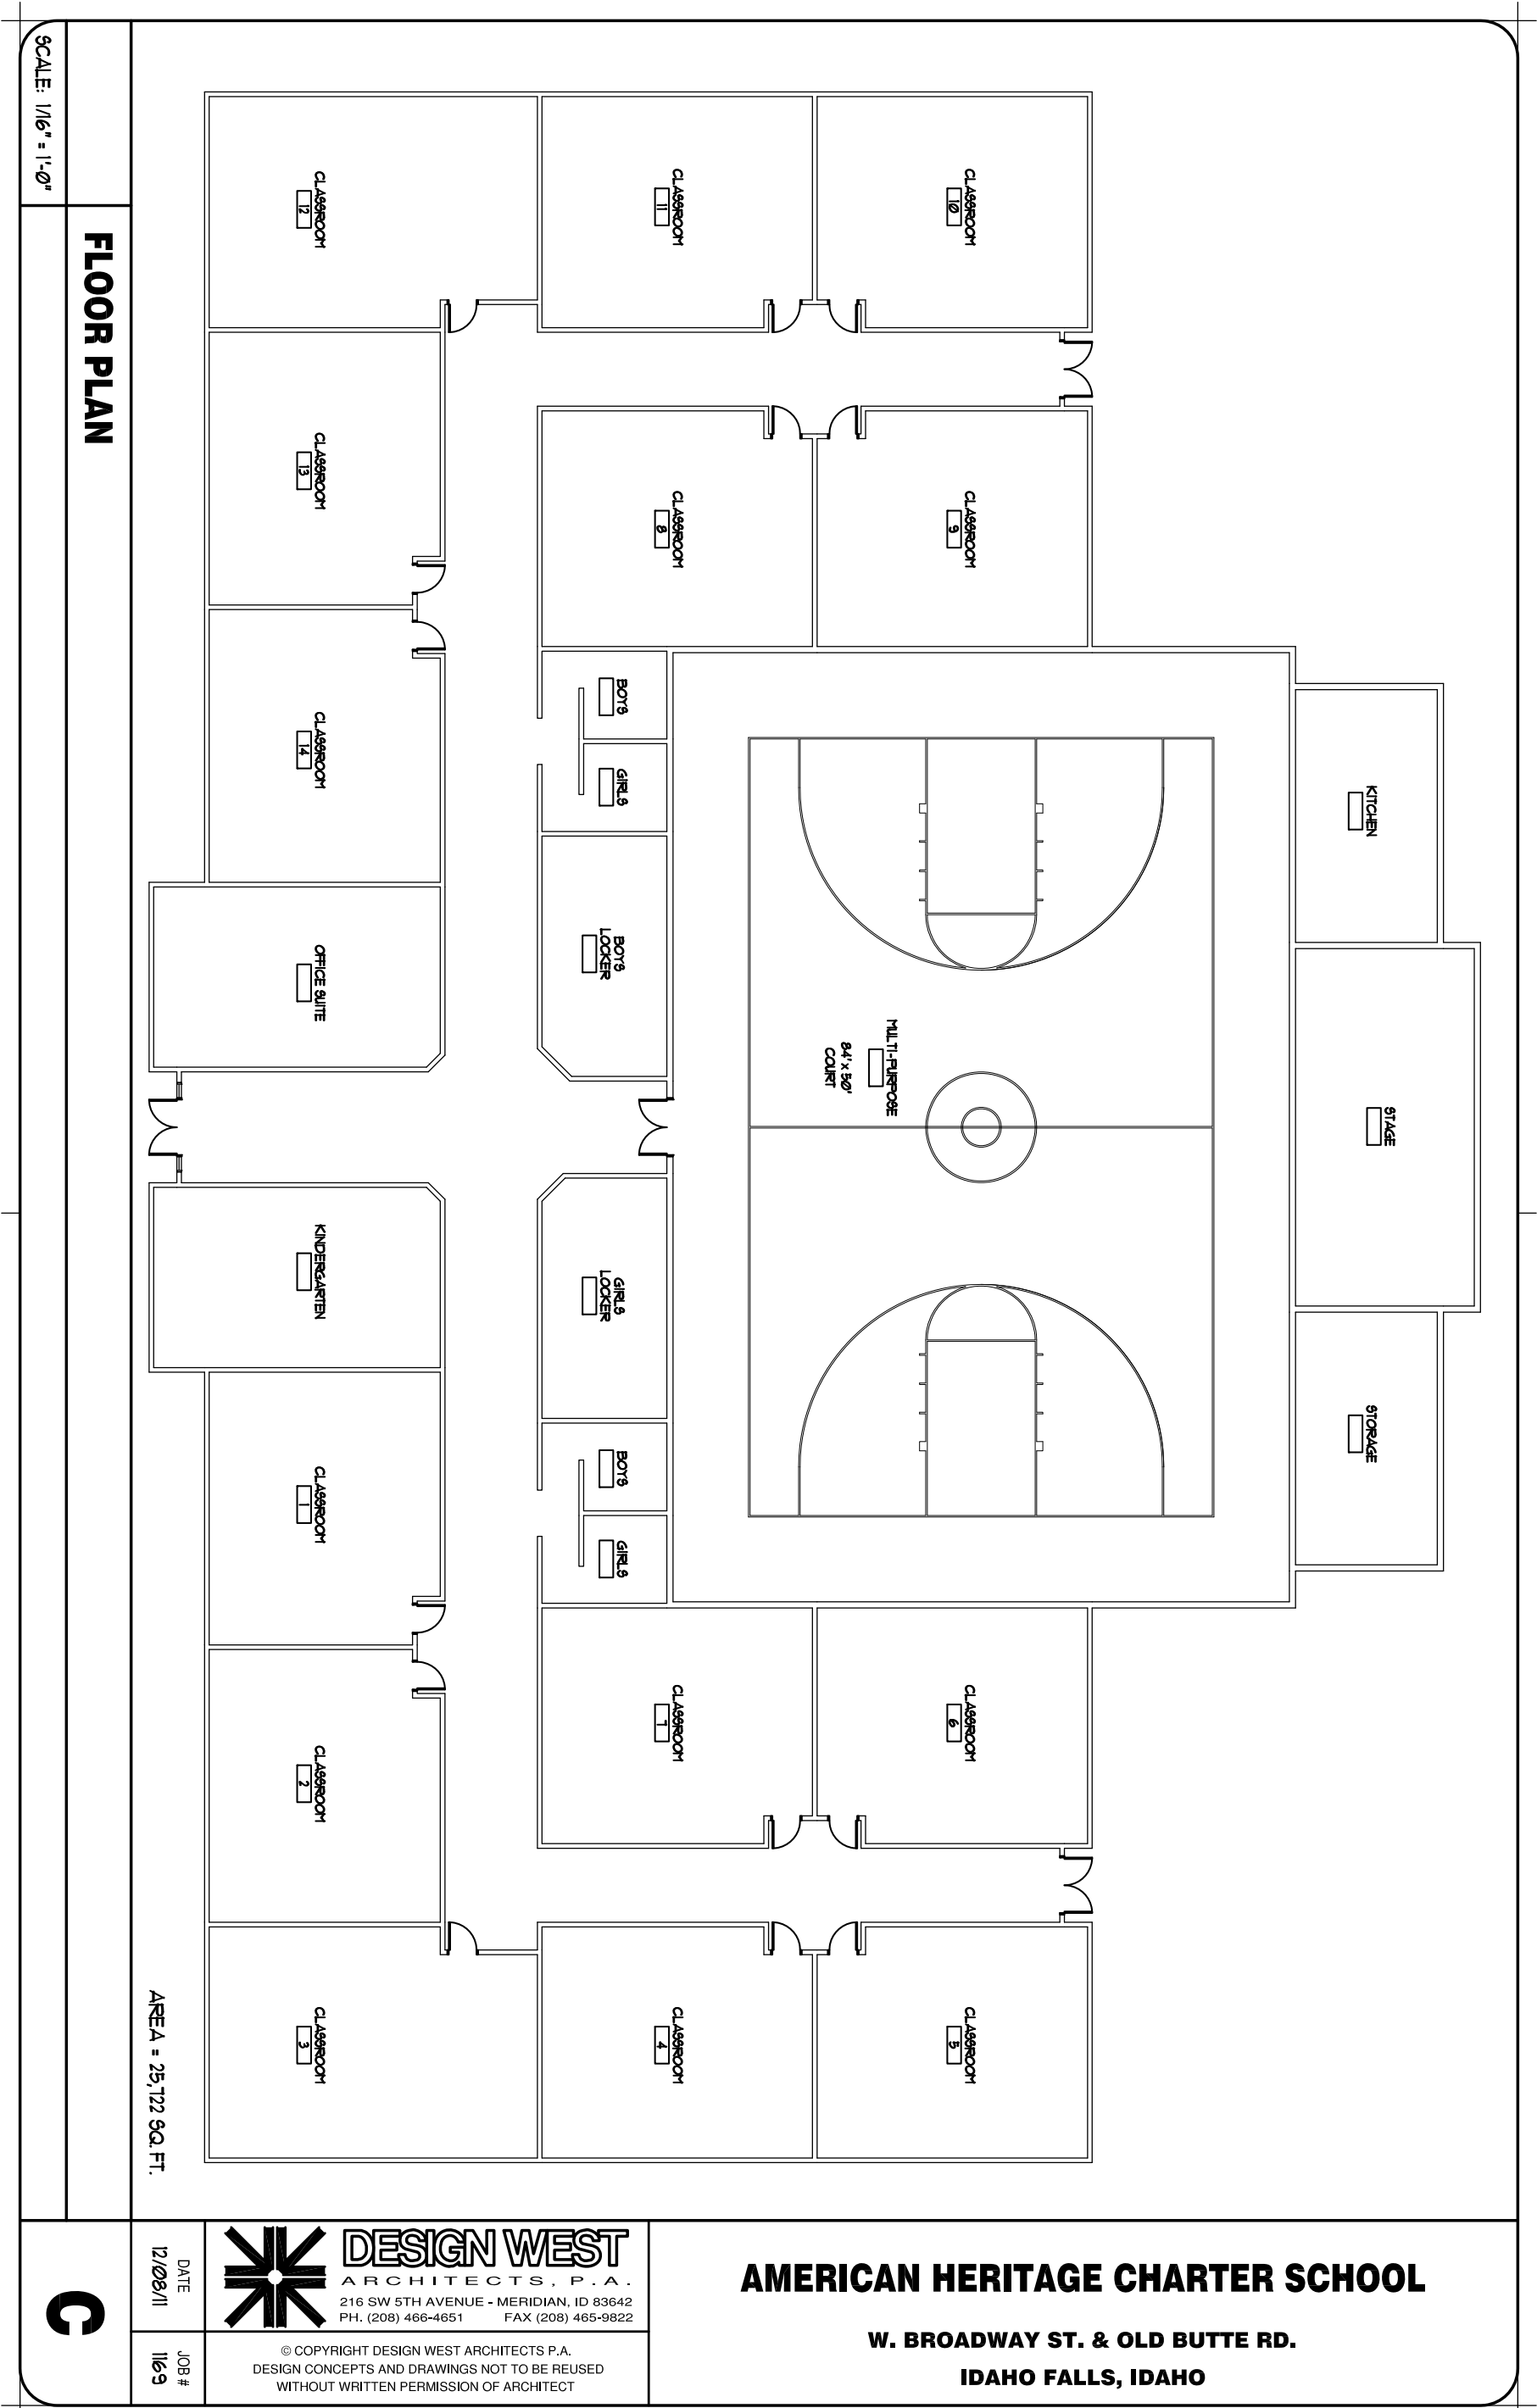 CLASSROOM
12
CLASSROOM
11
CLASSROOM
10
CLASSROOM
13
CLASSROOM
8
CLASSROOM
9
CLASSROOM
14
BOYS
GIRLS
BOYS
LOCKER
OFFICE SUITE
MULTI-PURPOSE
84' x 50'
COURT
KITCHEN
STAGE
STORAGE
KINDERGARTEN
GIRLS
LOCKER
BOYS
GIRLS
CLASSROOM
1
CLASSROOM
2
CLASSROOM
7
CLASSROOM
6
CLASSROOM
3
CLASSROOM
4
CLASSROOM
5
AREA = 25,722 SQ. FT.
SCALE: 1/16" = 1'-0"
FLOOR PLAN
C
DATE
12/08/11
JOB #
1169
DESIGN WEST
ARCHITECTS, P.A.
216 SW 5TH AVENUE - MERIDIAN, ID 83642
PH. (208) 466-4651 FAX (208) 465-9822
© COPYRIGHT DESIGN WEST ARCHITECTS P.A.
DESIGN CONCEPTS AND DRAWINGS NOT TO BE REUSED
WITHOUT WRITTEN PERMISSION OF ARCHITECT
AMERICAN HERITAGE CHARTER SCHOOL
W. BROADWAY ST. & OLD BUTTE RD.
IDAHO FALLS, IDAHO